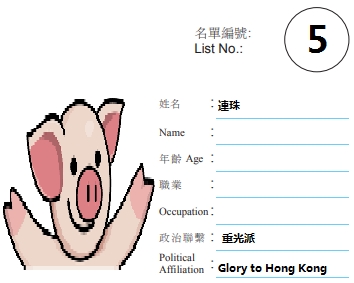 名單編號:
List No.:
5
姓名 : 連珠
Name :
年齡 Age :
職業 :
Occupation:
政治聯繫 : 重光派
Political
Affiliation : Glory to Hong Kong